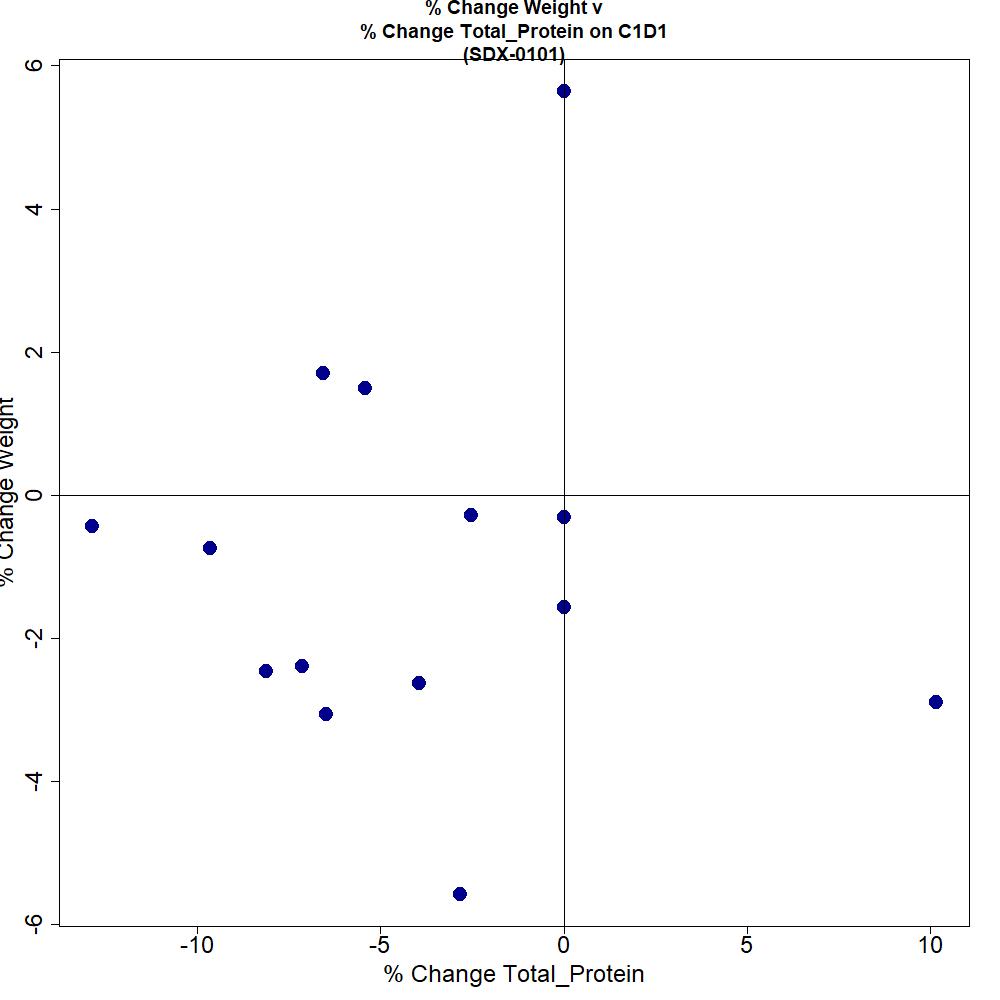 % Change Weight v
% Change Total_Protein on C1D1
(SDX-0101)
6
4
2
0
-2
-4
-6
% Change Weight
-10
-5
0
5
10
% Change Total_Protein